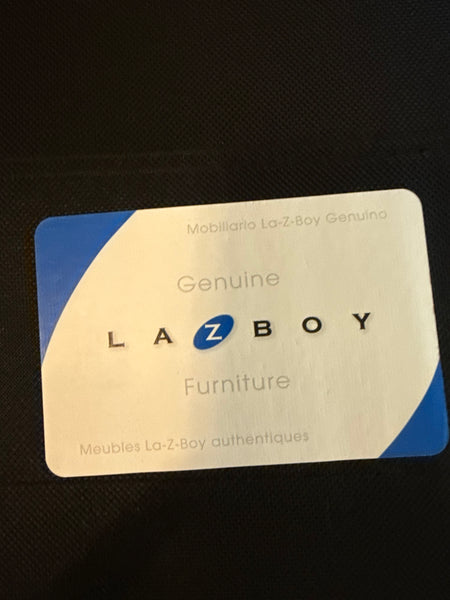 Mobiliario La-Z-Boy Genuino
Genuine
LA Z BOY
Furniture
Meubles La-Z-Boy authentiques